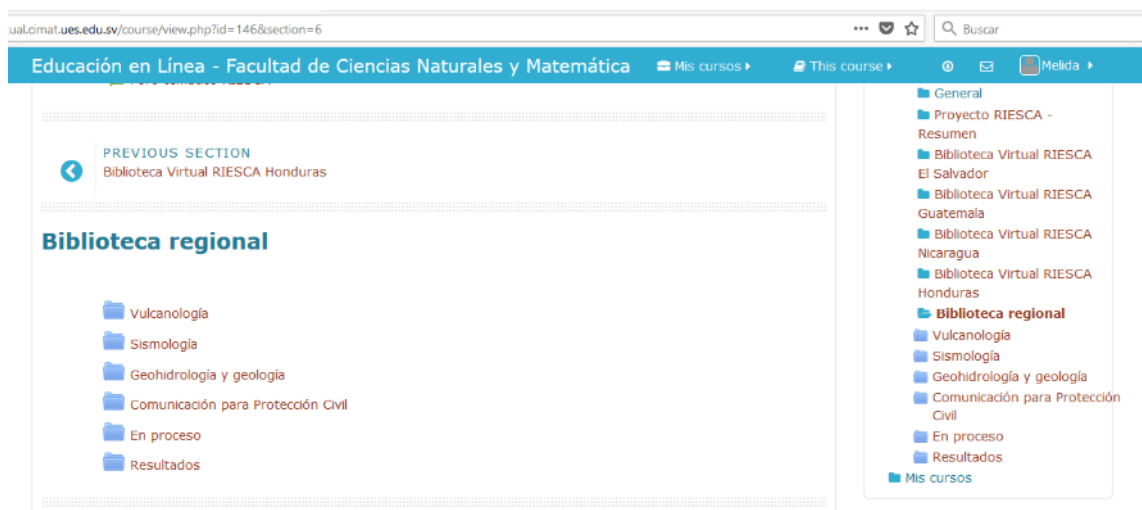 ual.cimat.ues.edu.sv/course/view.php?id=146&section=6
Buscar
Educación en Línea - Facultad de Ciencias Naturales y Matemática
Mis cursos
This course
Melida
PREVIOUS SECTION
Biblioteca Virtual RIESCA Honduras
Biblioteca regional
Vulcanología
Sismología
Geohidrología y geología
Comunicación para Protección Civil
En proceso
Resultados
General
Proyecto RIESCA -
Resumen
Biblioteca Virtual RIESCA
El Salvador
Biblioteca Virtual RIESCA
Guatemala
Biblioteca Virtual RIESCA
Nicaragua
Biblioteca Virtual RIESCA
Honduras
Biblioteca regional
Vulcanología
Sismología
Geohidrología y geología
Comunicación para Protección
Civil
En proceso
Resultados
Mis cursos